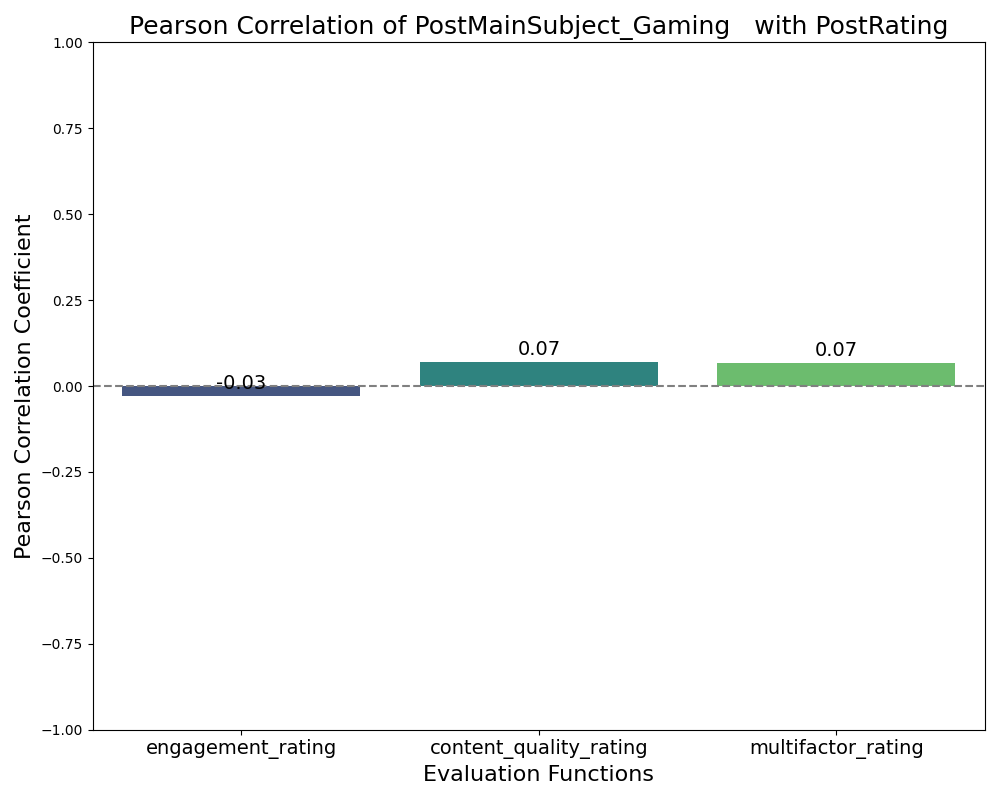 Pearson Correlation of PostMainSubject_Gaming   with PostRating
1.00
0.75
0.50
0.25
0.00
−0.25
−0.50
−0.75
−1.00
Pearson Correlation Coefficient
-0.03
0.07
0.07
engagement_rating
content_quality_rating
multifactor_rating
Evaluation Functions